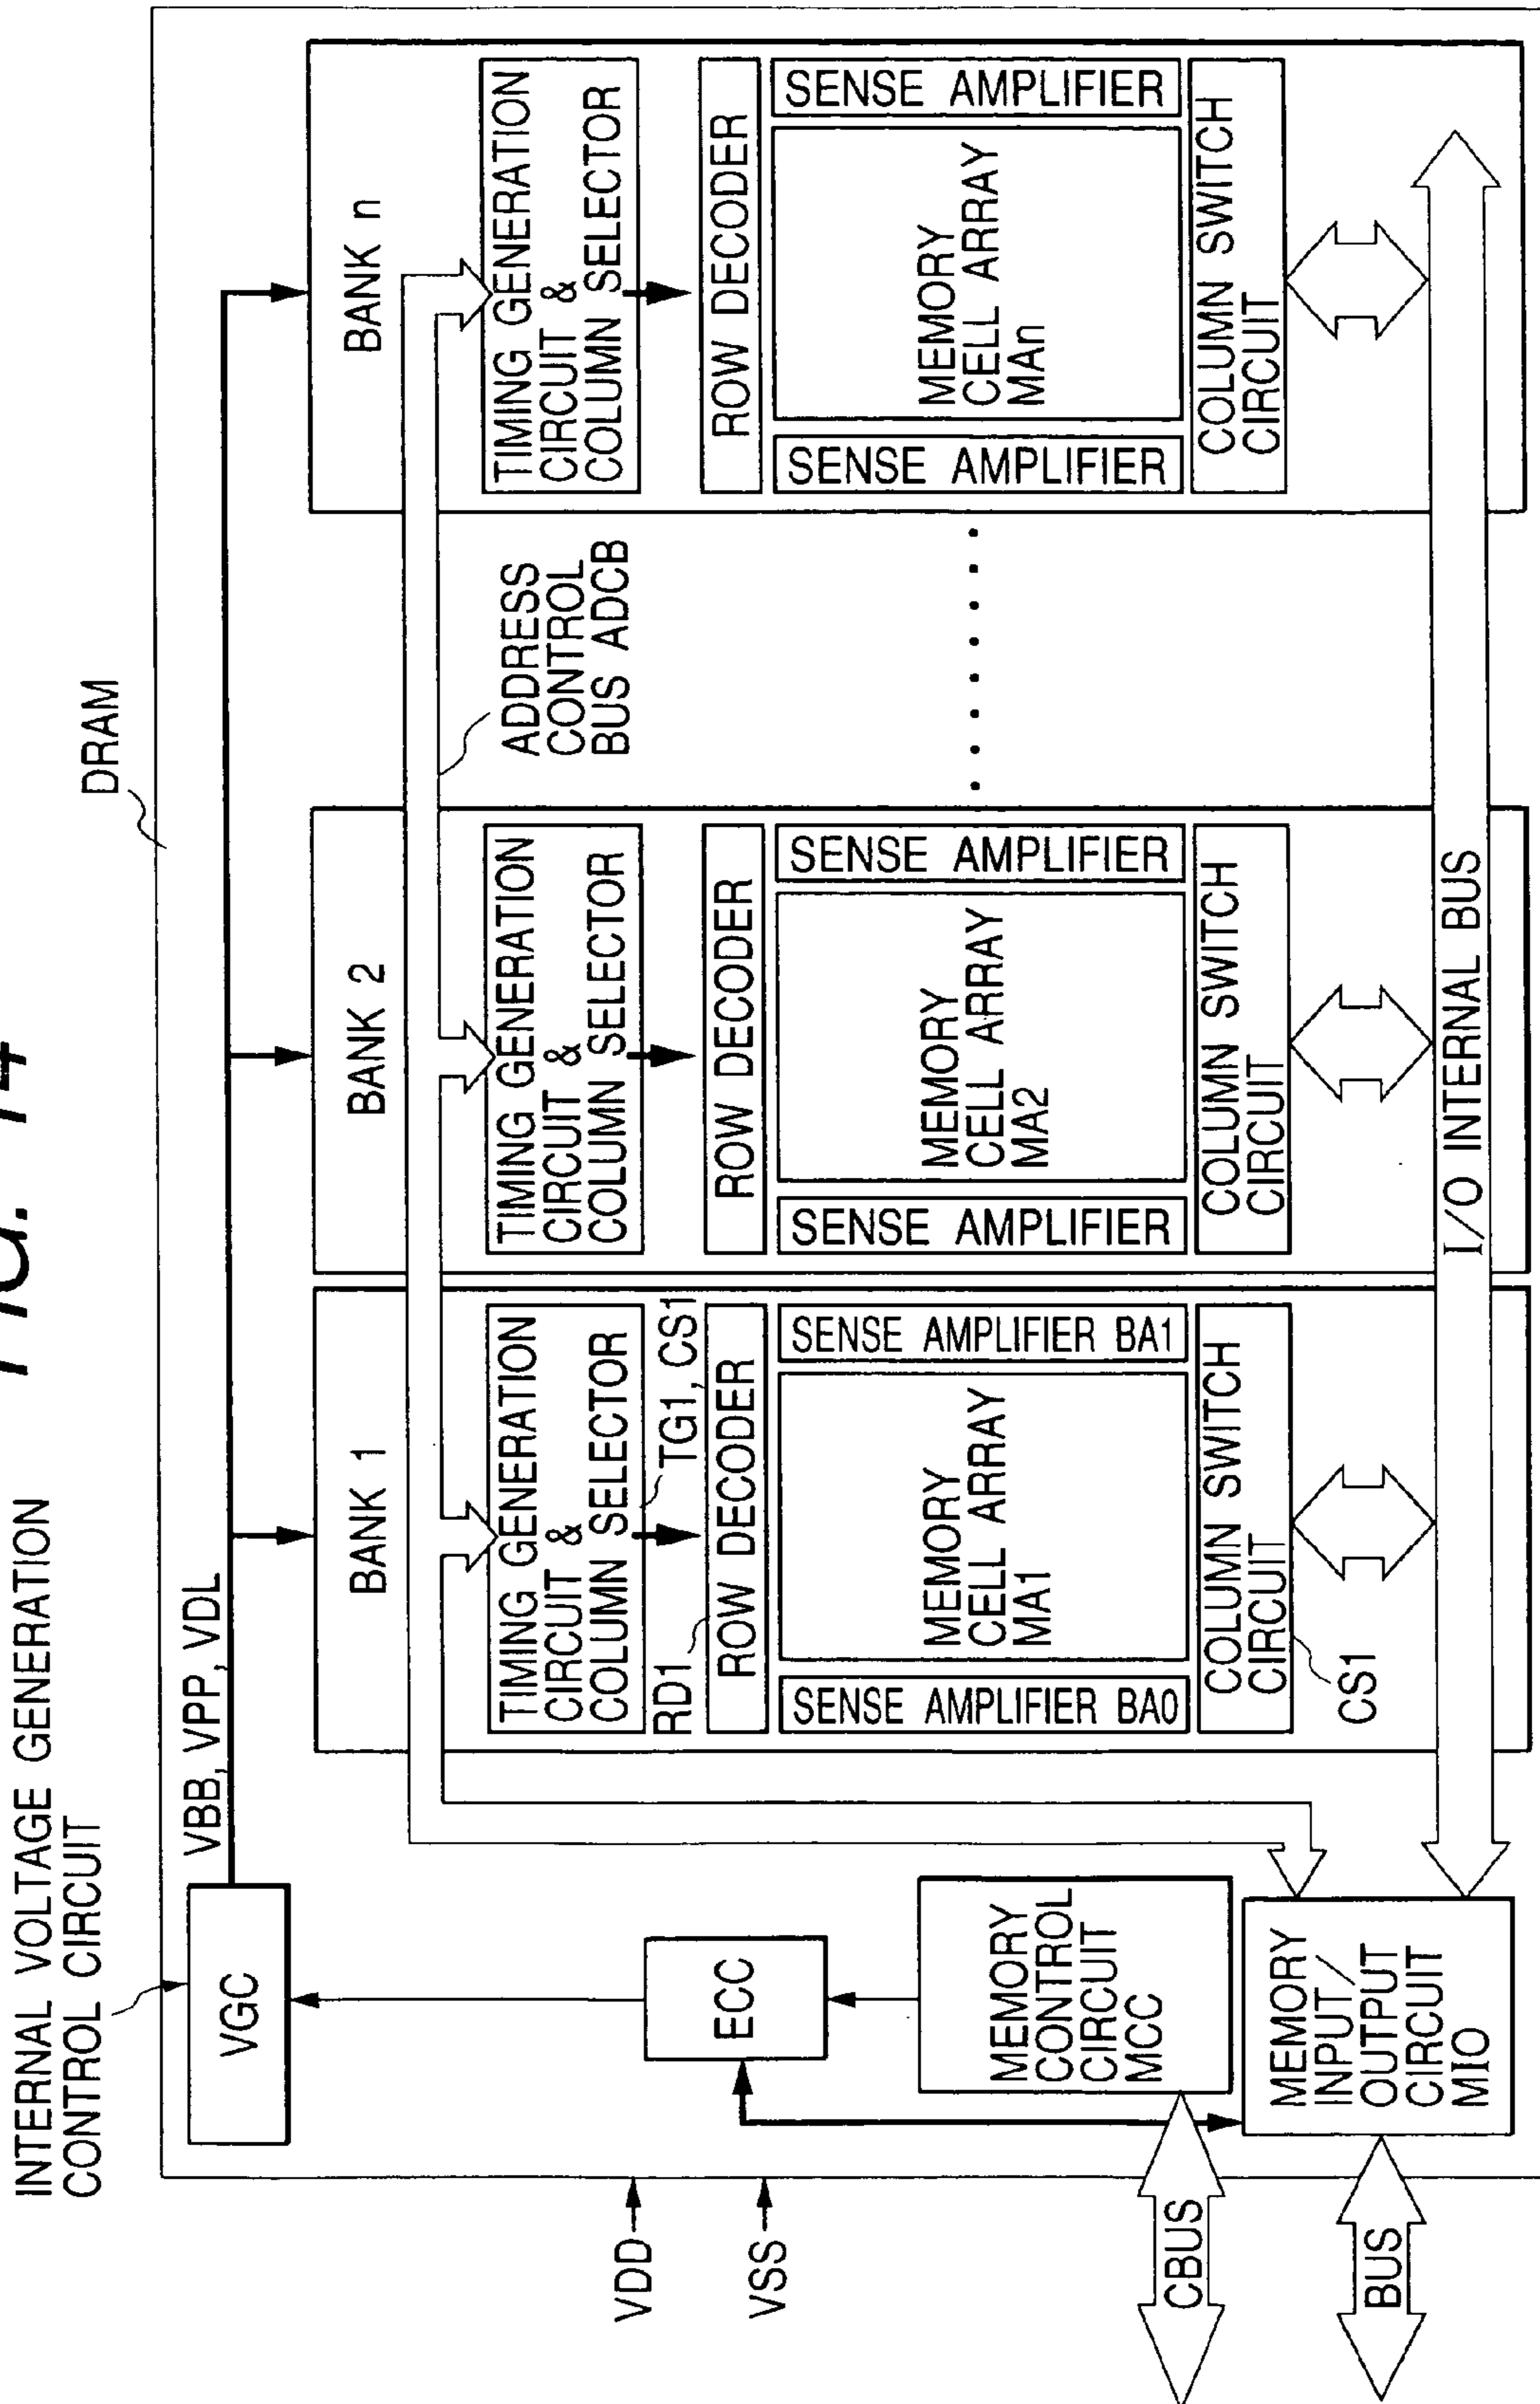 FIG. 14
INTERNAL VOLTAGE GENERATION
CONTROL CIRCUIT
DRAM
VGC
VBB, VPP, VDL
VDD
VSS
ECC
MEMORY
CONTROL
CIRCUIT
MCC
MEMORY
INPUT/
OUTPUT
CIRCUIT
MIO
CBUS
BUS
BANK 1
TIMING GENERATION
CIRCUIT &
COLUMN SELECTOR
RD1
TG1, CS1
ROW DECODER
SENSE AMPLIFIER BA0
MEMORY
CELL ARRAY
MA1
SENSE AMPLIFIER BA1
COLUMN SWITCH
CIRCUIT
CS1
BANK 2
TIMING GENERATION
CIRCUIT &
COLUMN SELECTOR
ROW DECODER
SENSE AMPLIFIER
MEMORY
CELL ARRAY
MA2
SENSE AMPLIFIER
COLUMN SWITCH
CIRCUIT
ADDRESS
CONTROL
BUS ADCB
BANK n
TIMING GENERATION
CIRCUIT &
COLUMN SELECTOR
ROW DECODER
SENSE AMPLIFIER
MEMORY
CELL ARRAY
MAn
SENSE AMPLIFIER
COLUMN SWITCH
CIRCUIT
I/O INTERNAL BUS